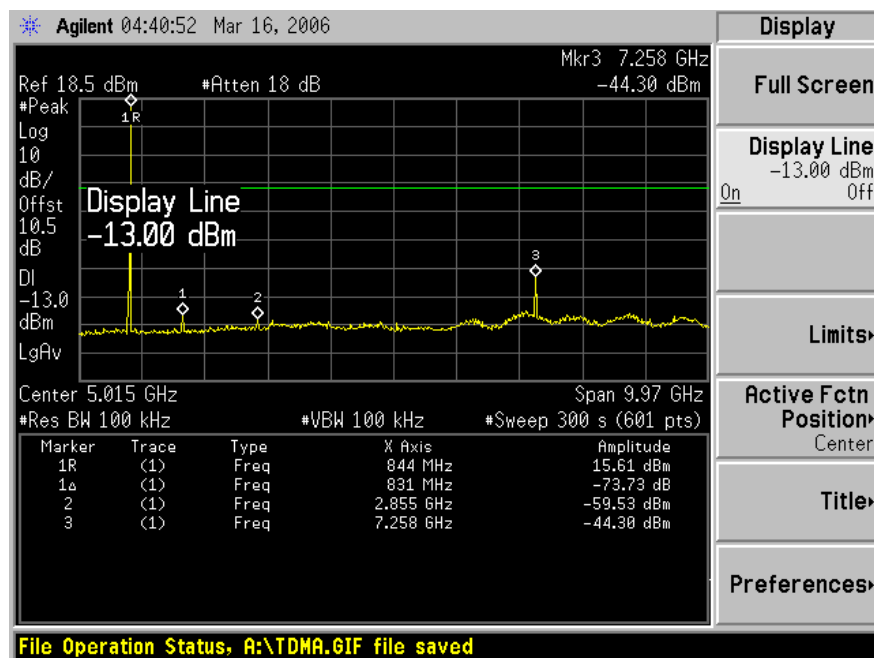 Agilent 04:40:52 Mar 16, 2006
Display
Mkr3 7.258 GHz
Ref 18.5 dBm #Atten 18 dB -44.30 dBm
#Peak
Log
10
dB/
Offst
10.5
dB
DI
-13.0
dBm
LgAv
1R
Display Line
-13.00 dBm
1
2
3
Center 5.015 GHz Span 9.97 GHz
#Res BW 100 kHz #VBW 100 kHz #Sweep 300 s (601 pts)
Marker Trace Type X Axis Amplitude
1R (1) Freq 844 MHz 15.61 dBm
1Δ (1) Freq 831 MHz -73.73 dB
2 (1) Freq 2.855 GHz -59.53 dBm
3 (1) Freq 7.258 GHz -44.30 dBm
Full Screen
Display Line
-13.00 dBm
On Off
Limits
Active Fctn
Position
Center
Title
Preferences
File Operation Status, A:\TDMA.GIF file saved